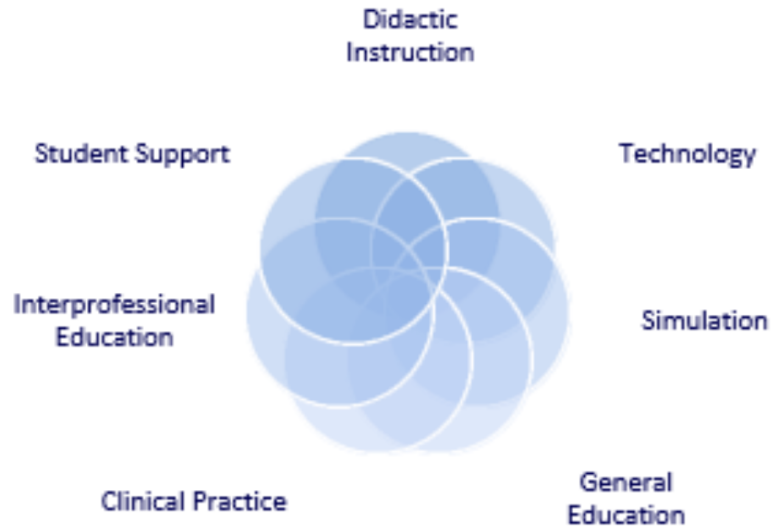 Didactic
Instruction
Student Support
Technology
Interprofessional
Education
Simulation
Clinical Practice
General
Education